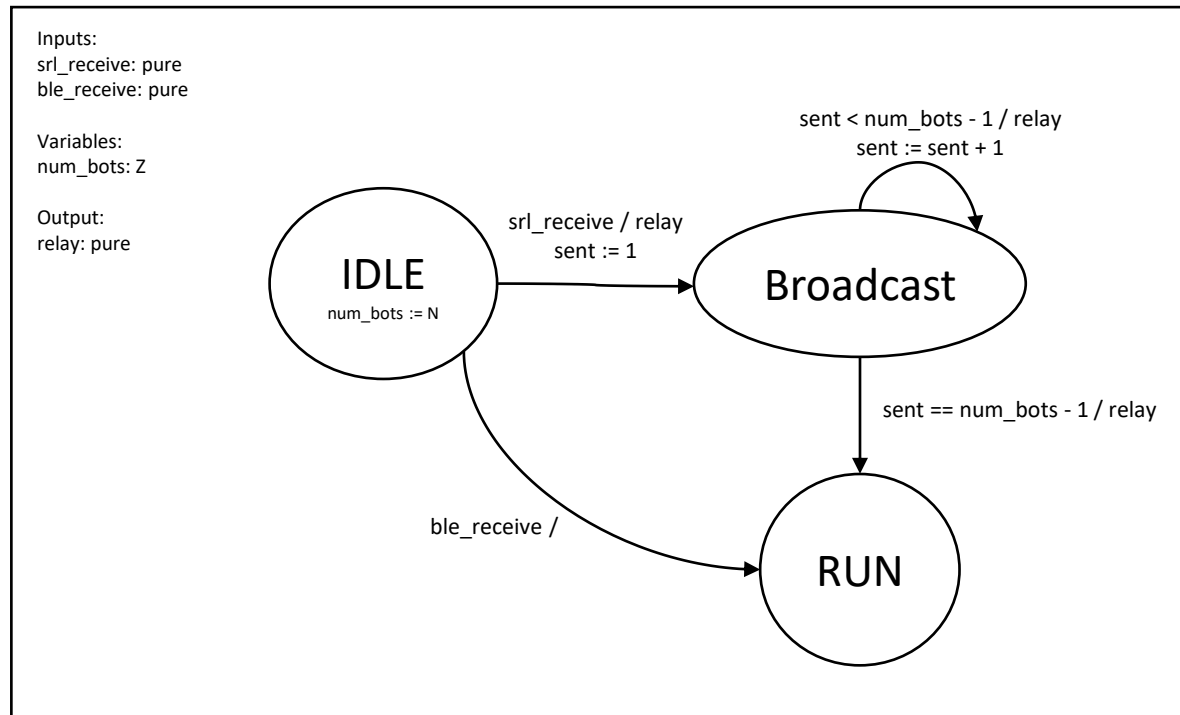 Inputs:
srl_receive: pure
ble_receive: pure
Variables:
num_bots: Z
Output:
relay: pure
sent < num_bots - 1 / relay
sent := sent + 1
srl_receive / relay
sent := 1
IDLE
num_bots := N
Broadcast
sent == num_bots - 1 / relay
ble_receive /
RUN